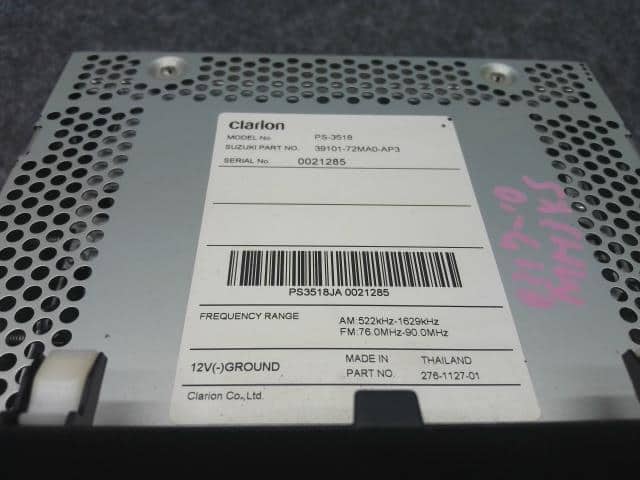 clarion
MODEL No. PS-3518
SUZUKI PART NO. 39101-72MA0-AP3
SERIAL No. 0021285
PS3518JA 0021285
FREQUENCY RANGE AM:522kHz-1629kHz
FM:76.0MHz-90.0MHz
12V(-)GROUND MADE IN THAILAND
PART NO. 276-1127-01
Clarion Co.,Ltd.